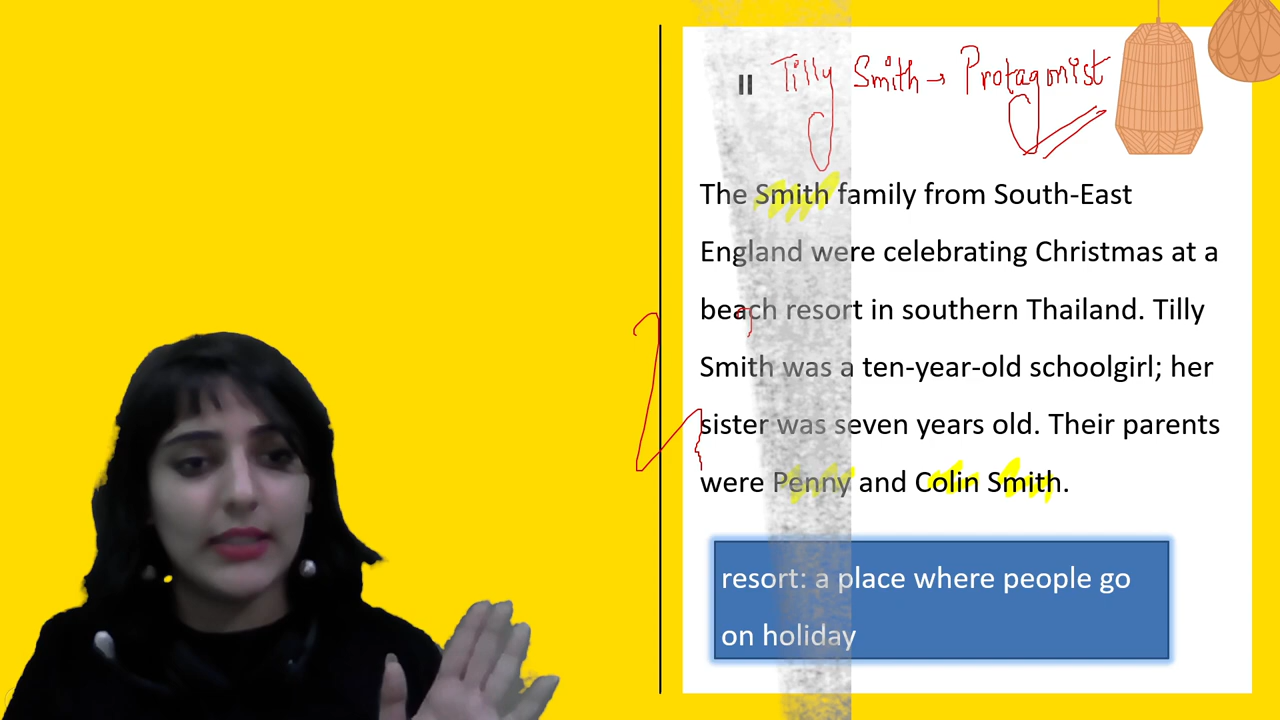 II Tilly Smith → Protagonist
The Smith family from South-East
England were celebrating Christmas at a
beach resort in southern Thailand. Tilly
Smith was a ten-year-old schoolgirl; her
sister was seven years old. Their parents
were Penny and Colin Smith.
resort: a place where people go
on holiday